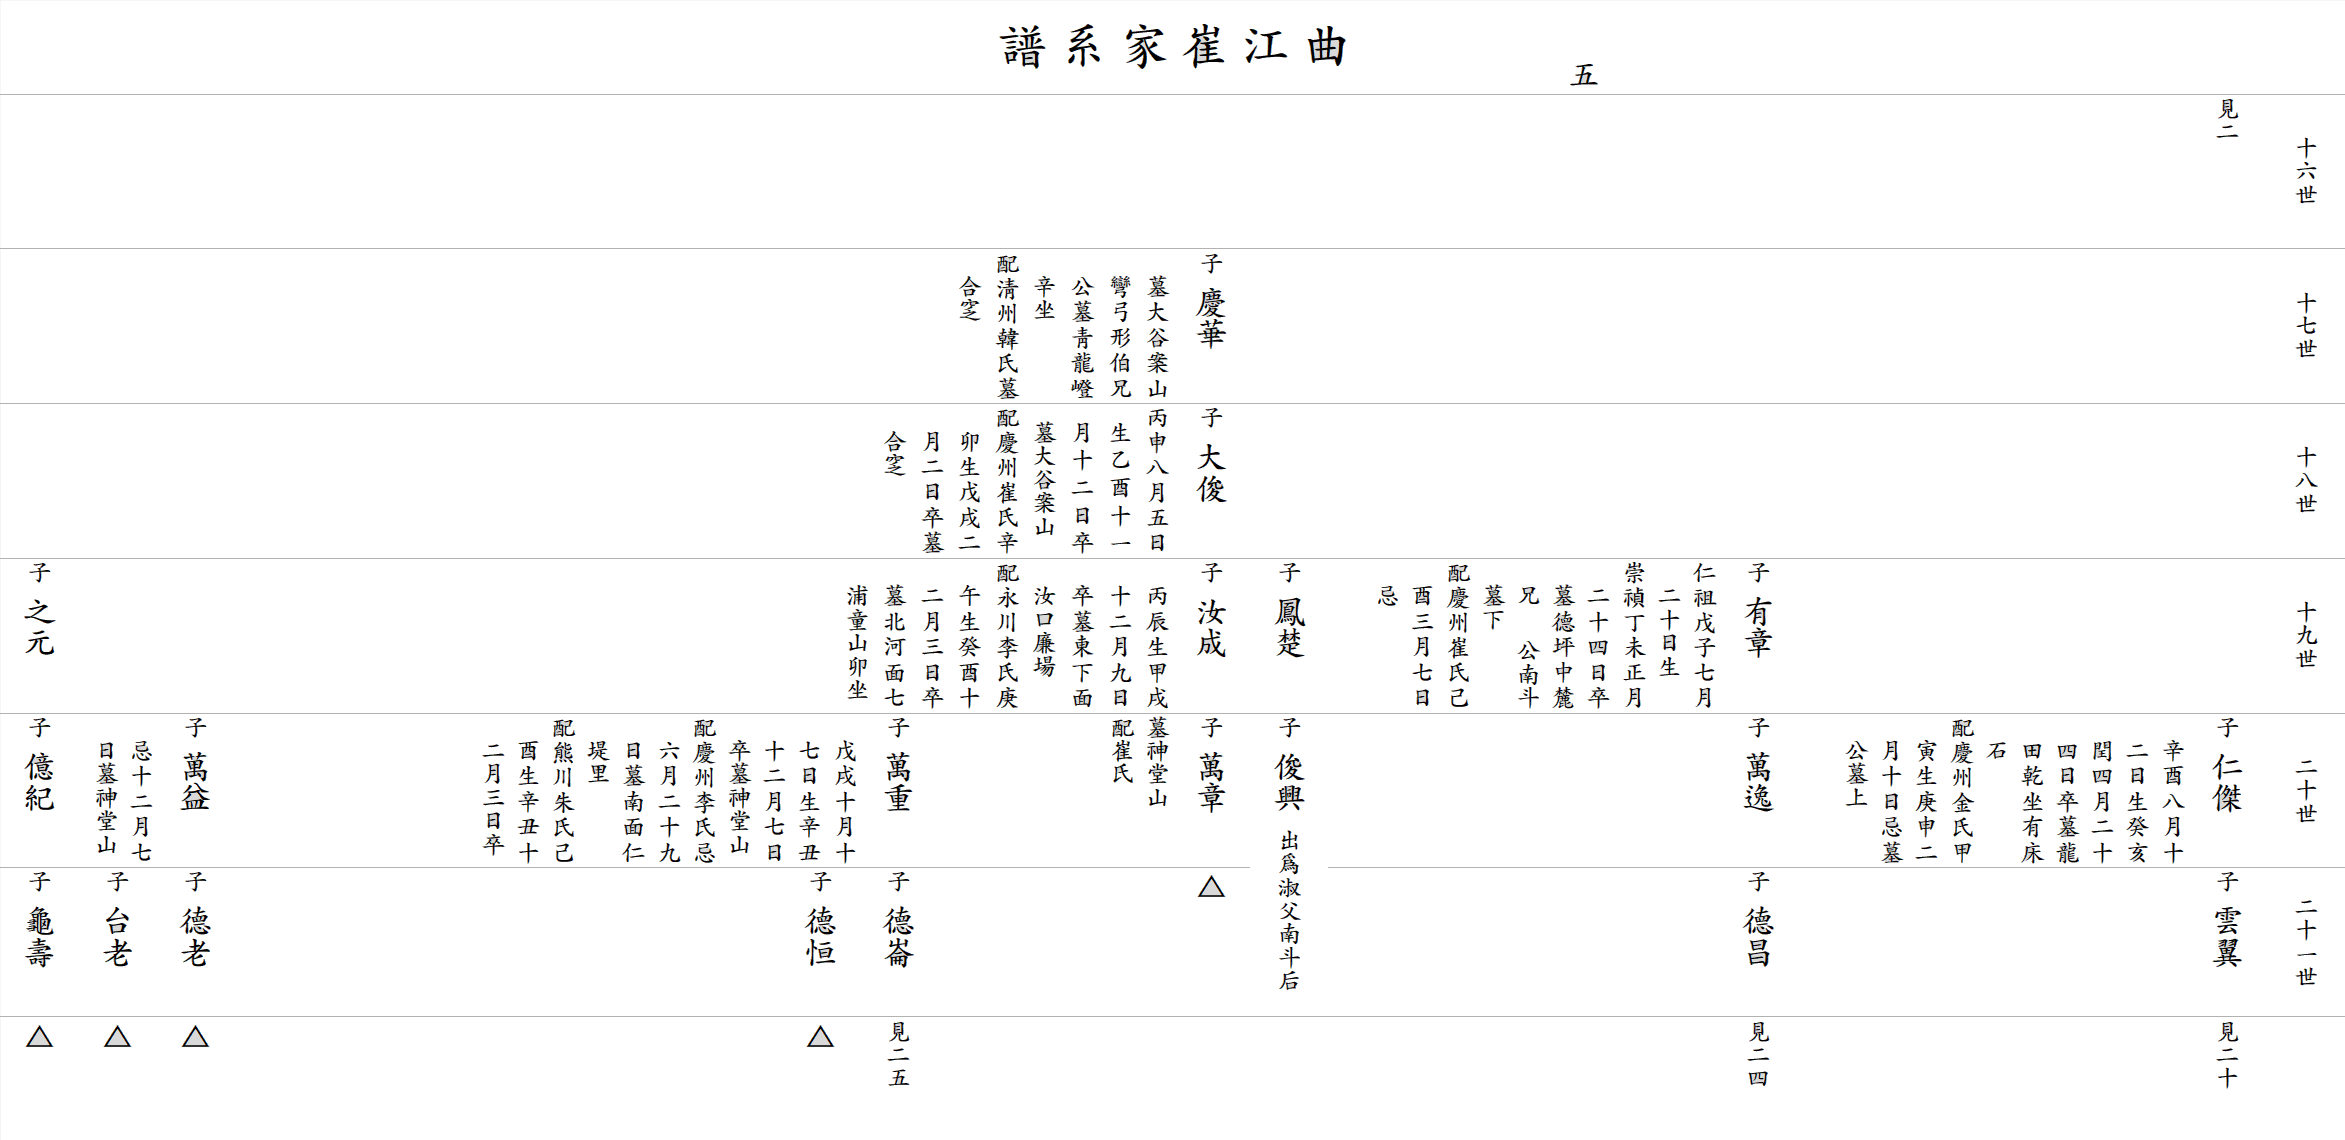 曲江崔家系譜
五
十六世
見二
十七世
子 慶華
墓大谷案山
彎弓形伯兄
公墓青龍嶝
辛坐
配清州韓氏墓
合窆
十八世
子 大俊
丙申八月五日
生乙酉十一
月十二日卒
墓大谷案山
配慶州崔氏辛
卯生戊戌二
月二日卒墓
合窆
十九世
子 有章
仁祖戊子七月
二十日生
崇禎丁未正月
二十四日卒
墓德坪中麓
兄 公南斗
墓下
配慶州崔氏己
酉三月七日
忌
子 鳳楚
子 汝成
丙辰生甲戌
十二月九日
卒墓東下面
汝口廉場
配永川李氏庚
午生癸酉十
二月三日卒
墓北河面七
浦童山卯坐
子 之元
二十世
子 仁傑
辛酉八月十
二日生癸亥
閏四月二十
四日卒墓龍
田乾坐有床
石
配慶州金氏甲
寅生庚申二
月十日忌墓
公墓上
子 萬逸
子 俊興 出爲淑父南斗后
子 萬章
墓神堂山
配崔氏
子 萬重
戊戌十月十
七日生辛丑
十二月七日
卒墓神堂山
配慶州李氏忌
六月二十九
日墓南面仁
堤里
配熊川朱氏己
酉生辛丑十
二月三日卒
子 萬益
忌十二月七
日墓神堂山
子 億紀
二十一世
子 雲翼
子 德昌
△
子 德崙
子 德恒
子 德老
子 台老
子 龜壽
見二十
見二四
見二五
△
△
△
△